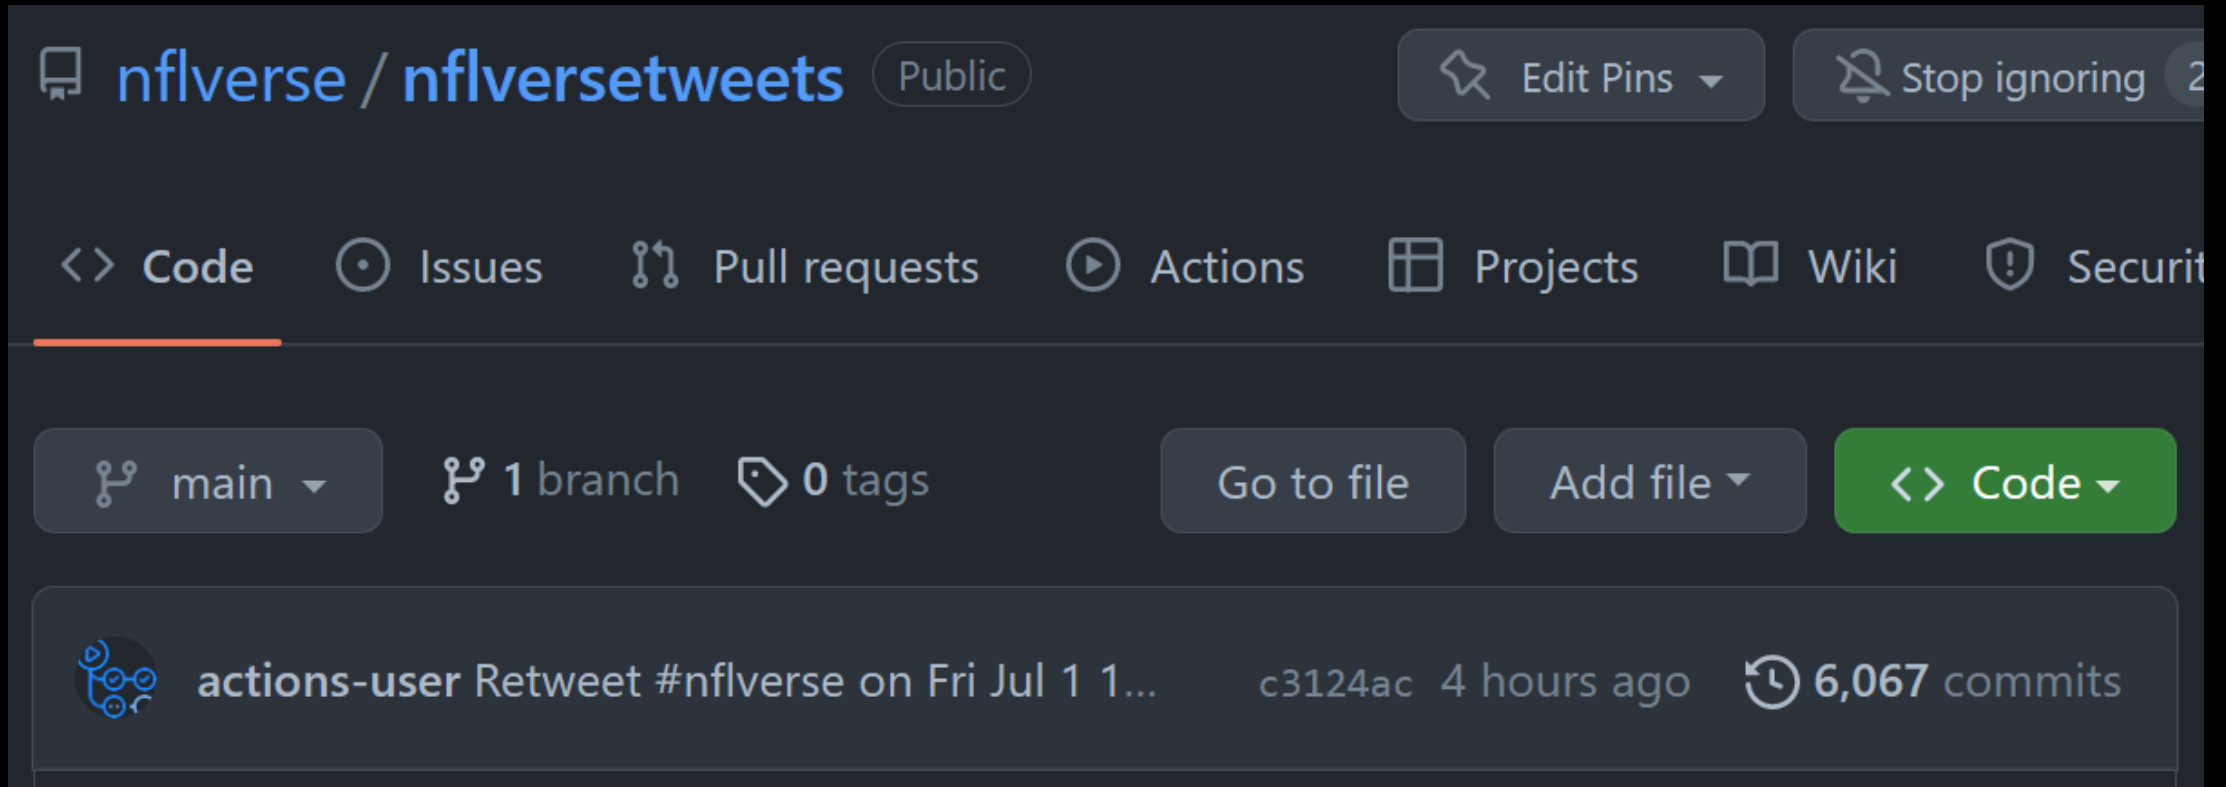 nflverse / nflversetweets Public Edit Pins Stop ignoring 2
Code Issues Pull requests Actions Projects Wiki Securit
main 1 branch 0 tags Go to file Add file Code
actions-user Retweet #nflverse on Fri Jul 1 1... c3124ac 4 hours ago 6,067 commits